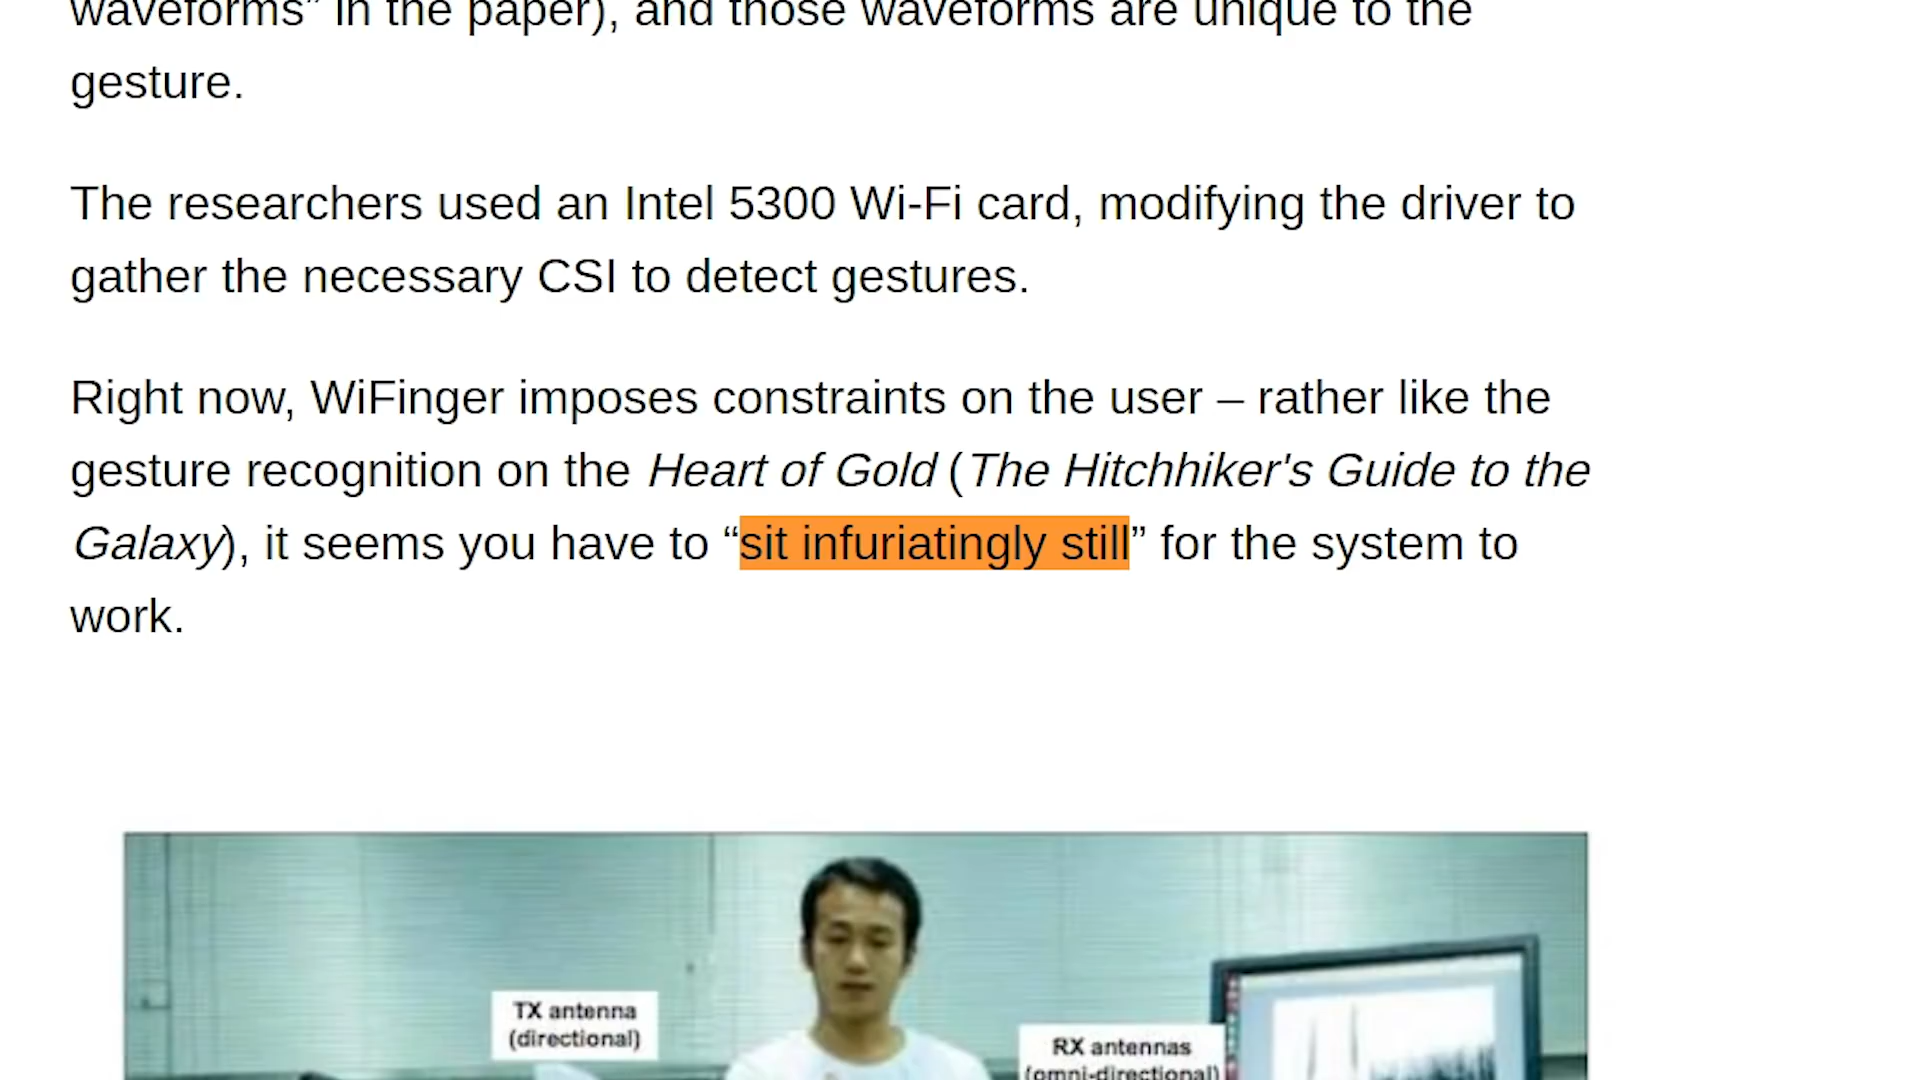 waveforms” in the paper), and those waveforms are unique to the
gesture.
The researchers used an Intel 5300 Wi-Fi card, modifying the driver to
gather the necessary CSI to detect gestures.
Right now, WiFinger imposes constraints on the user – rather like the
gesture recognition on the Heart of Gold (The Hitchhiker's Guide to the
Galaxy), it seems you have to “sit infuriatingly still” for the system to
work.
TX antenna
(directional)
RX antennas
(omni-directional)